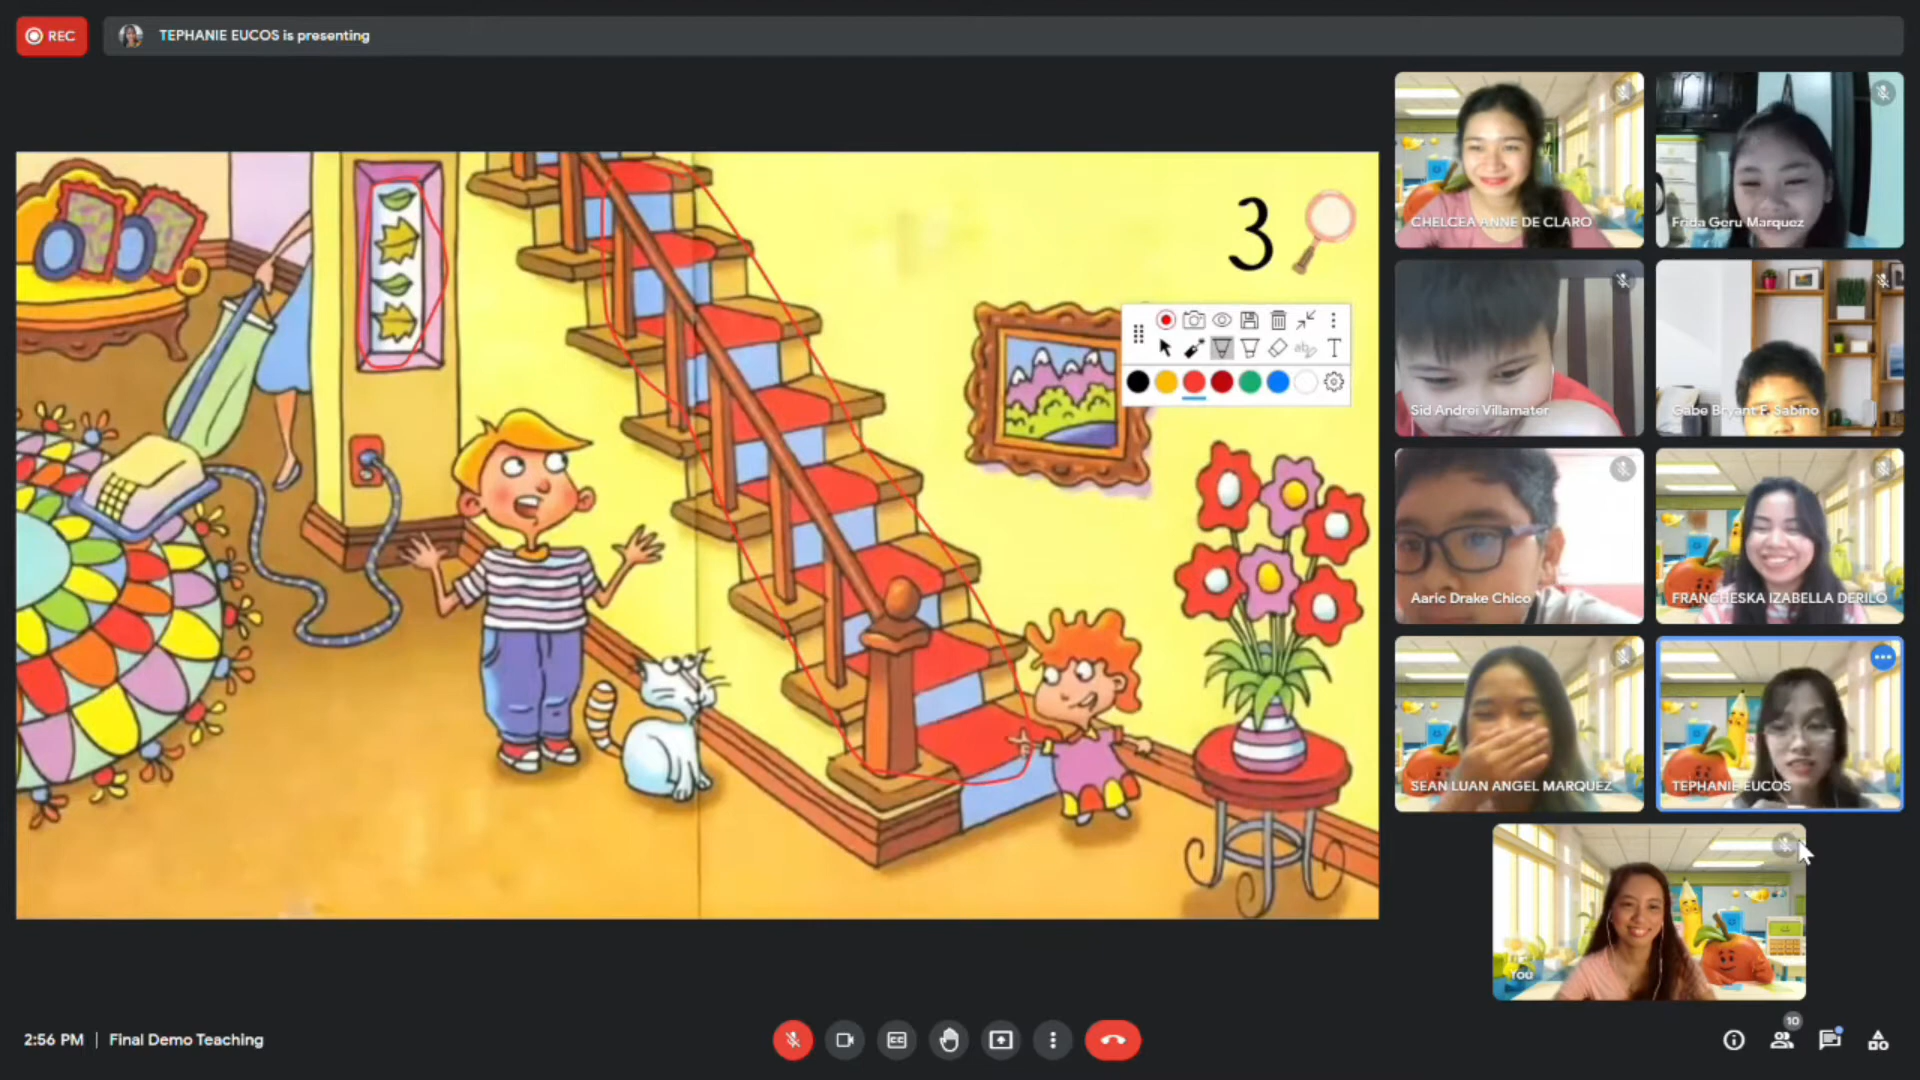 REC
TEPHANIE EUCOS is presenting
3
CHELCEA ANNE DE CLARO
Frida Geru Marquez
Sid Andrei Villamater
Gabe Bryant F. Sabino
Aaric Drake Chico
FRANCHESKA IZABELLA DERILO
SEAN LUAN ANGEL MARQUEZ
TEPHANIE EUCOS
You
2:56 PM | Final Demo Teaching
CC
10